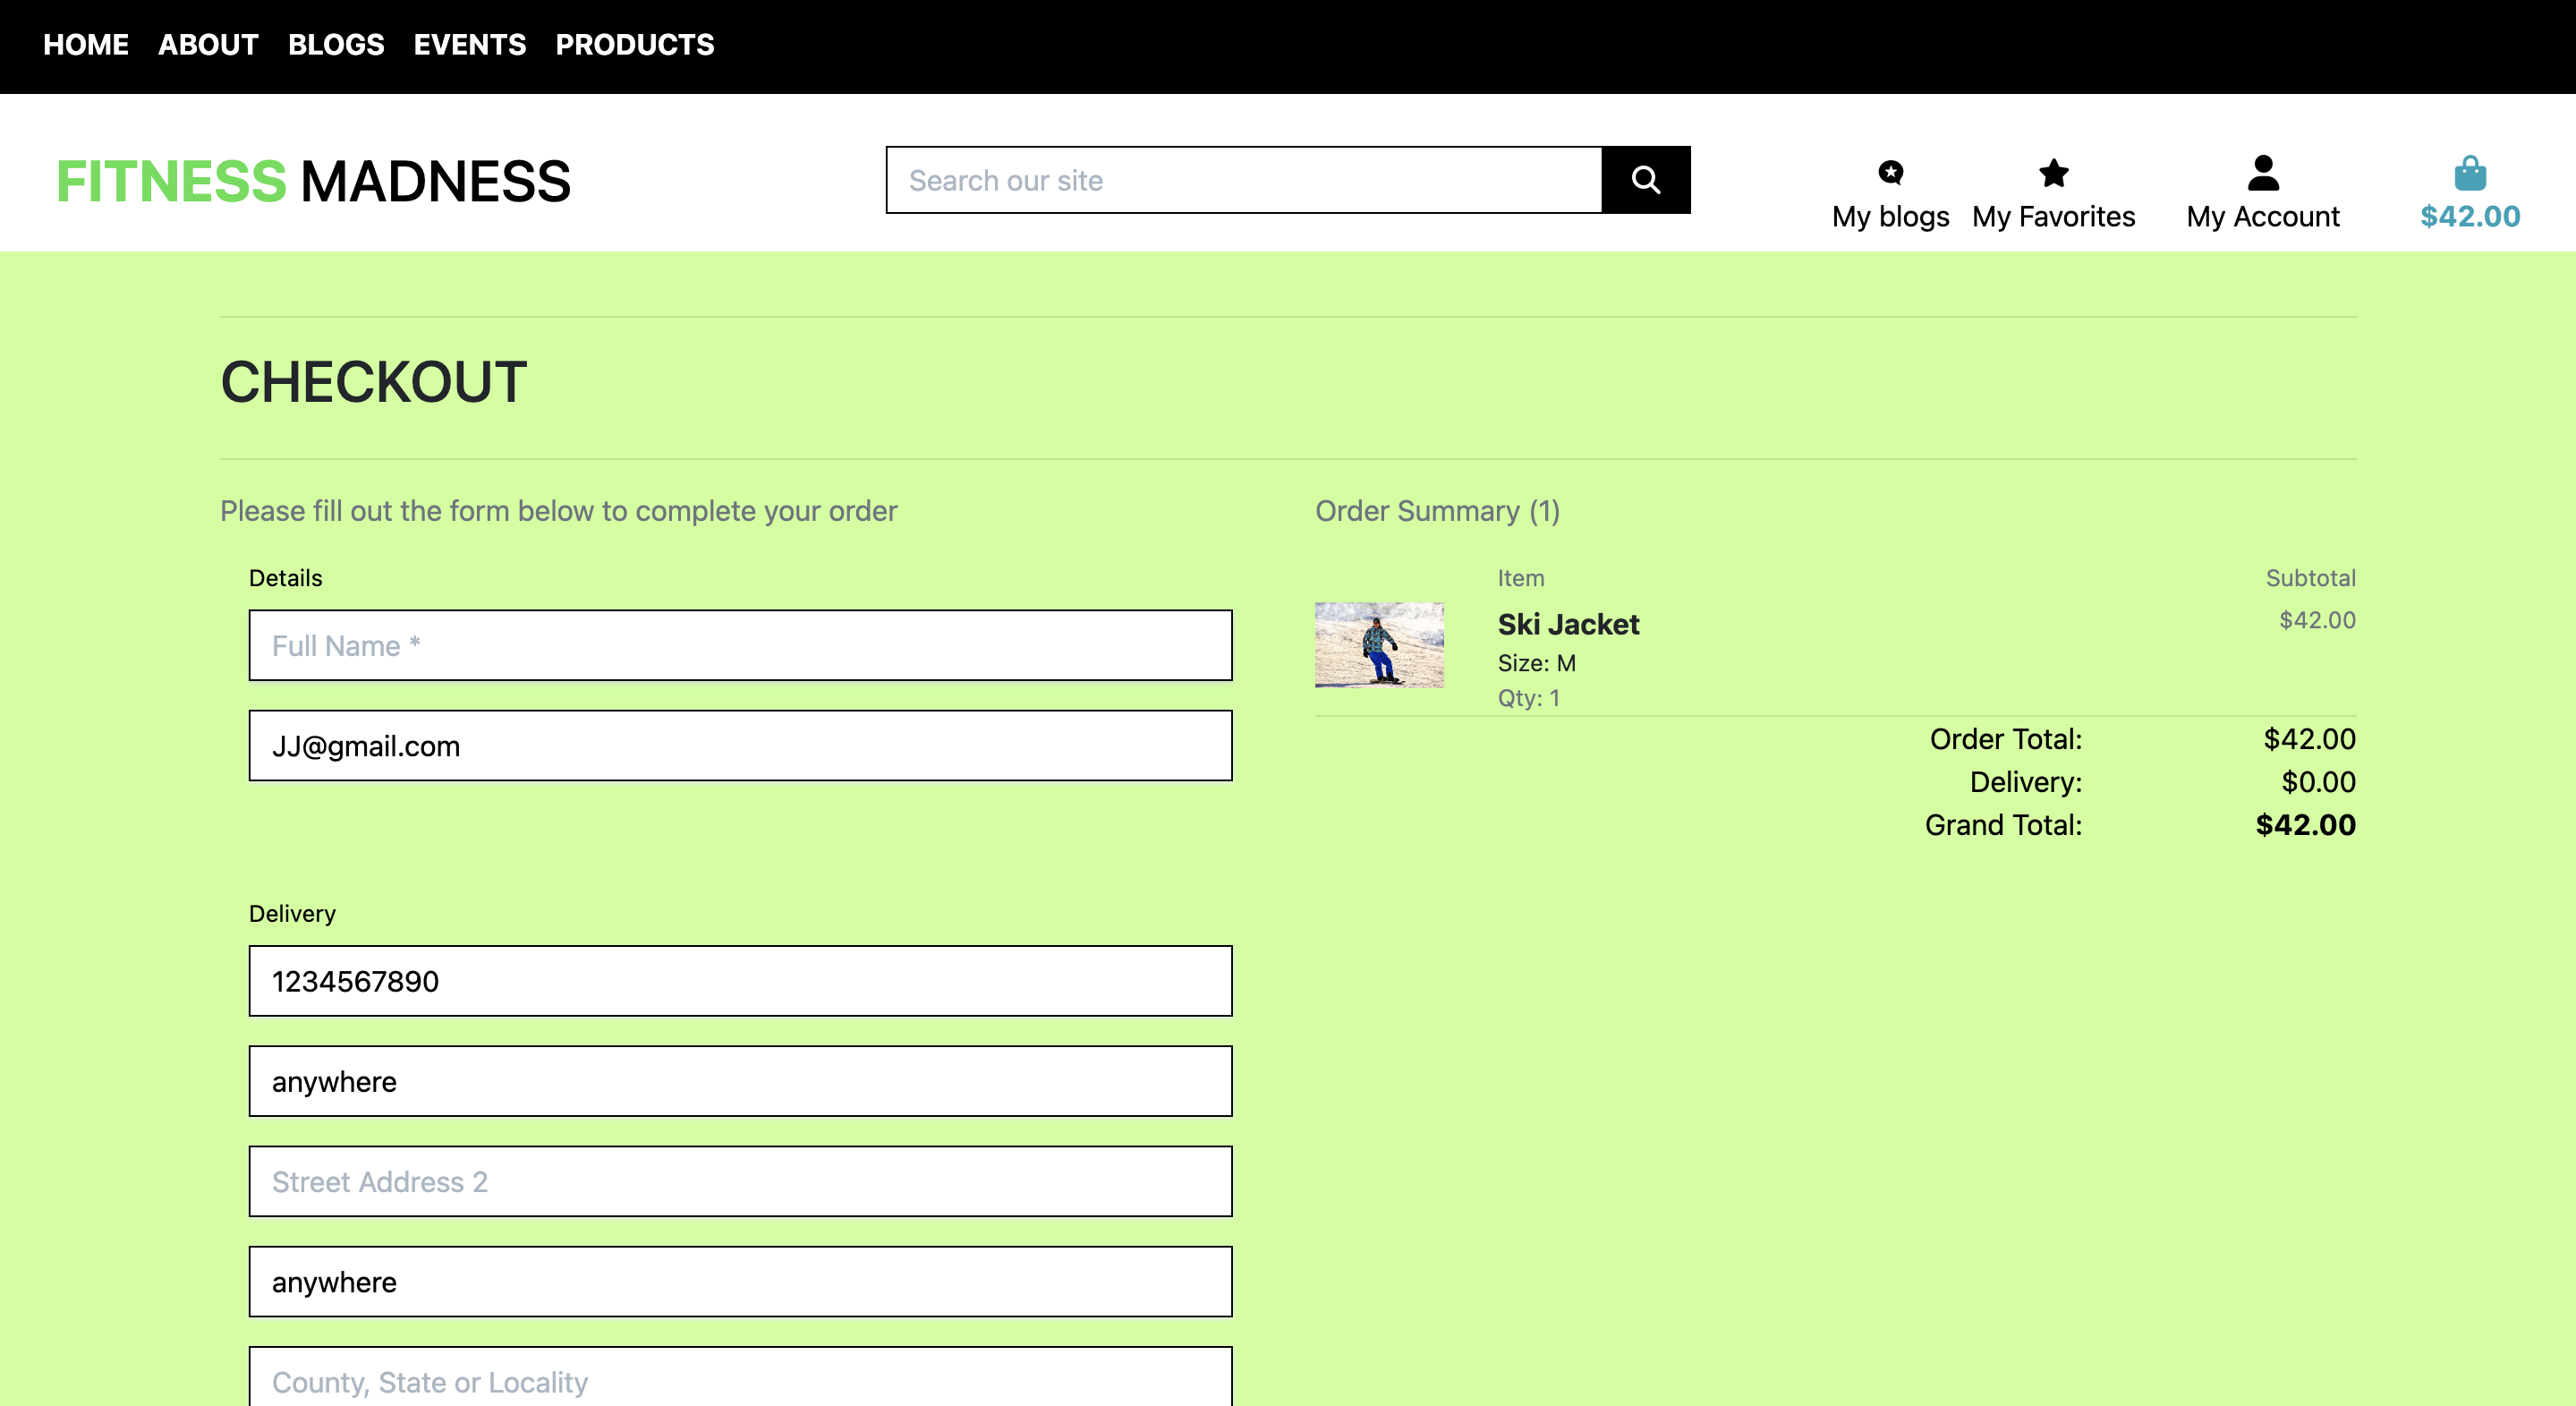 HOME ABOUT BLOGS EVENTS PRODUCTS
FITNESS MADNESS
Search our site
My blogs
My Favorites
My Account
$42.00
CHECKOUT
Please fill out the form below to complete your order
Details
Full Name *
JJ@gmail.com
Delivery
1234567890
anywhere
Street Address 2
anywhere
County, State or Locality
Order Summary (1)
Item Subtotal
Ski Jacket $42.00
Size: M
Qty: 1
Order Total: $42.00
Delivery: $0.00
Grand Total: $42.00